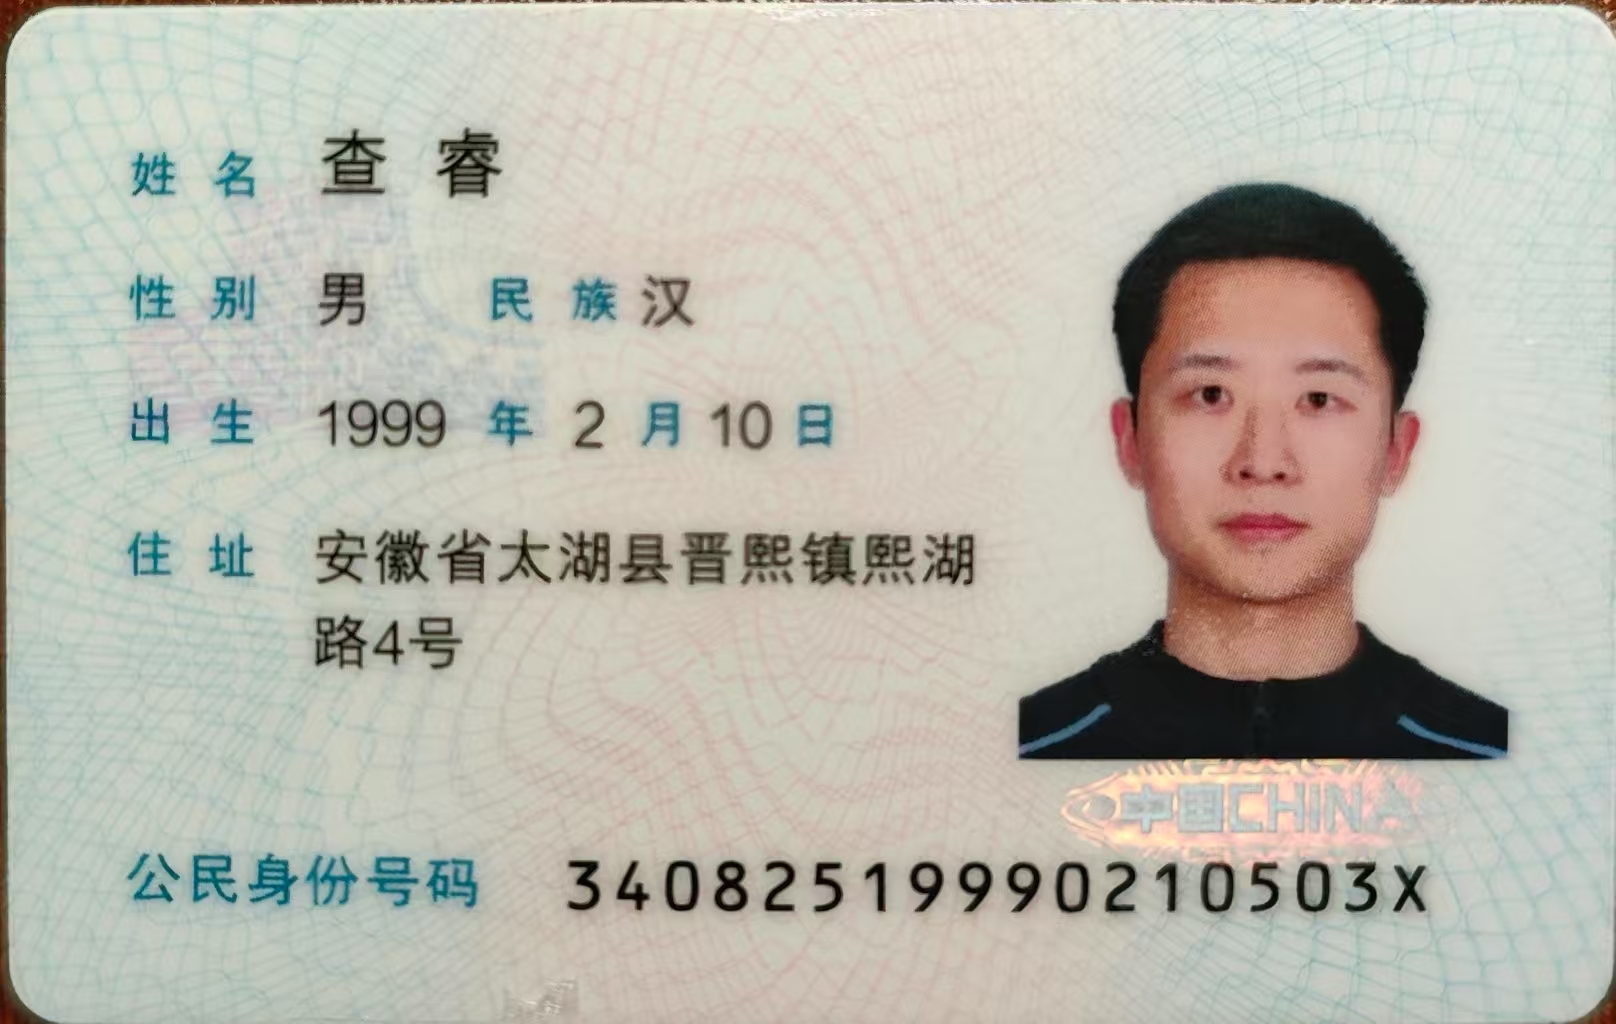 姓名 查睿
性别 男 民族 汉
出生 1999 年 2 月 10 日
住址 安徽省太湖县晋熙镇熙湖
路4号
中国CHINA
公民身份号码 34082519990210503X